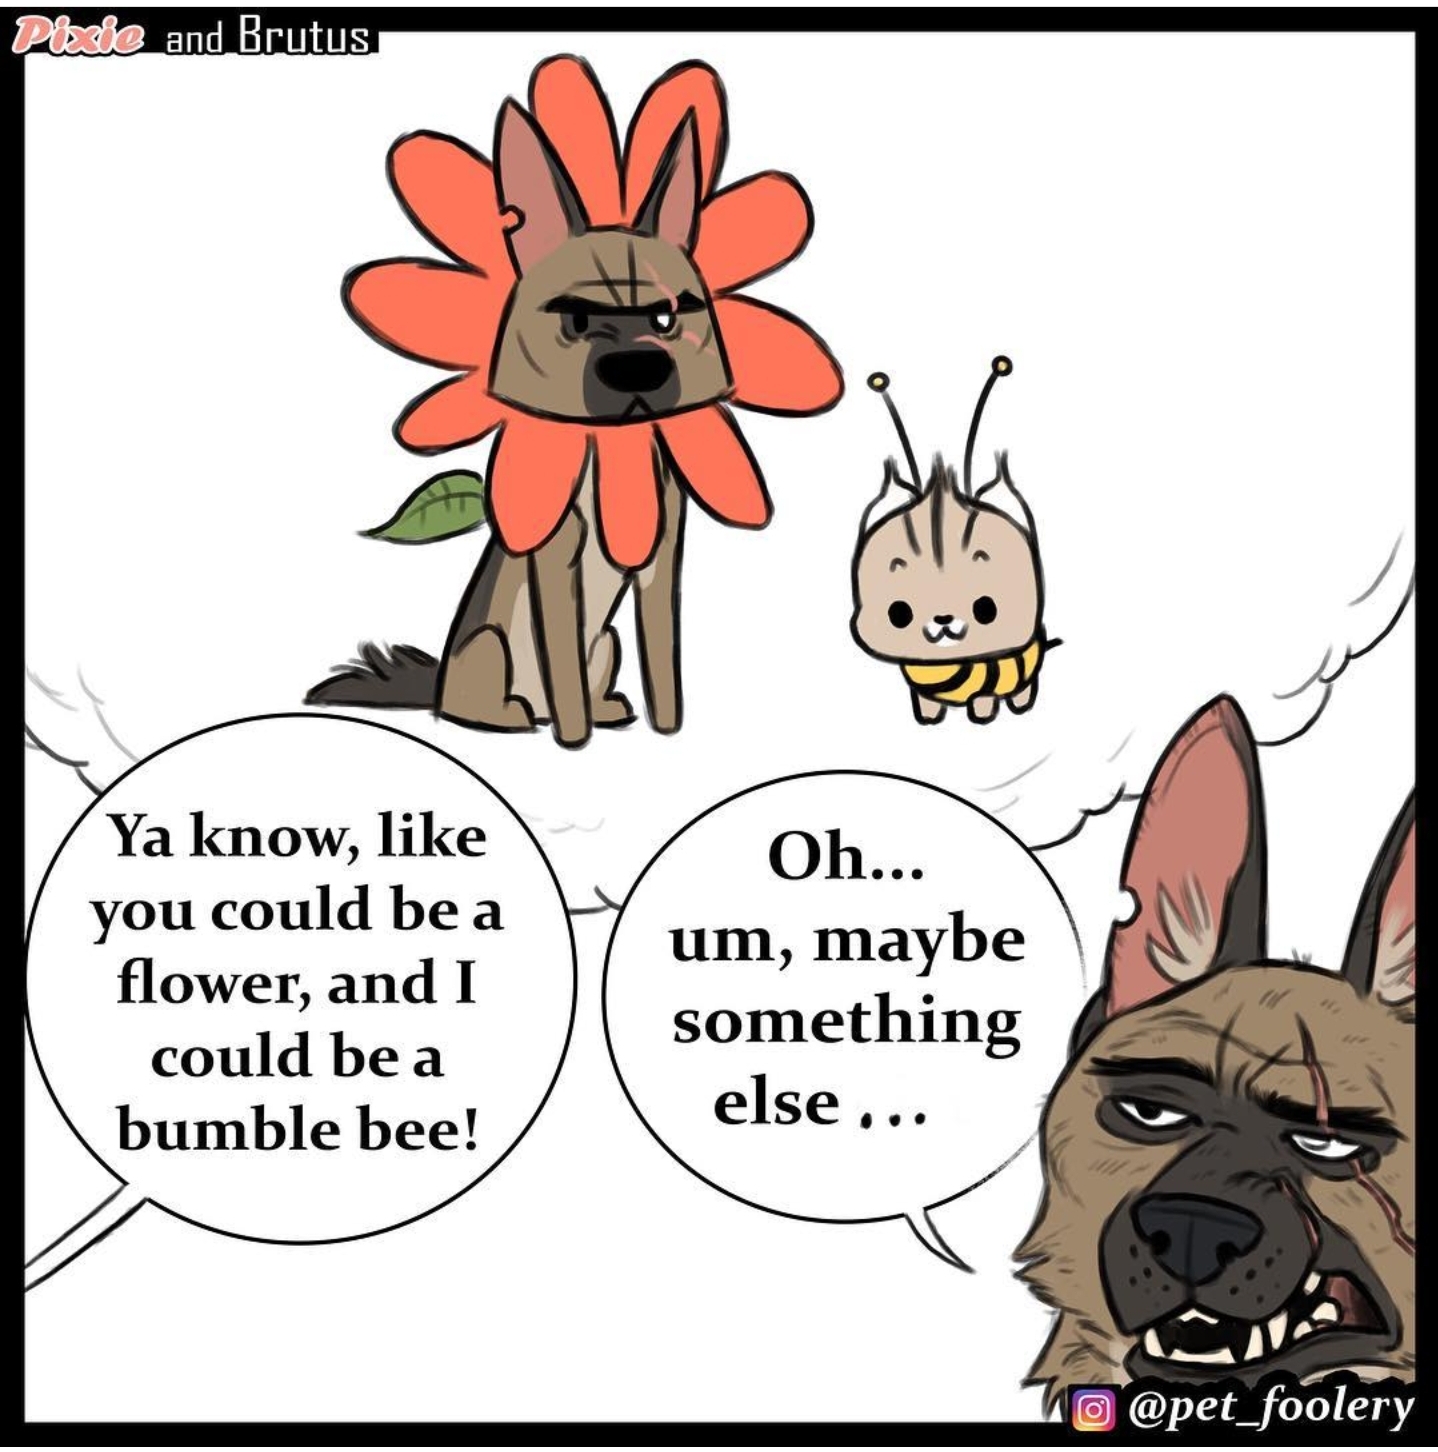 Pixie and Brutus
Ya know, like
you could be a
flower, and I
could be a
bumble bee!
Oh...
um, maybe
something
else ...
@pet_foolery